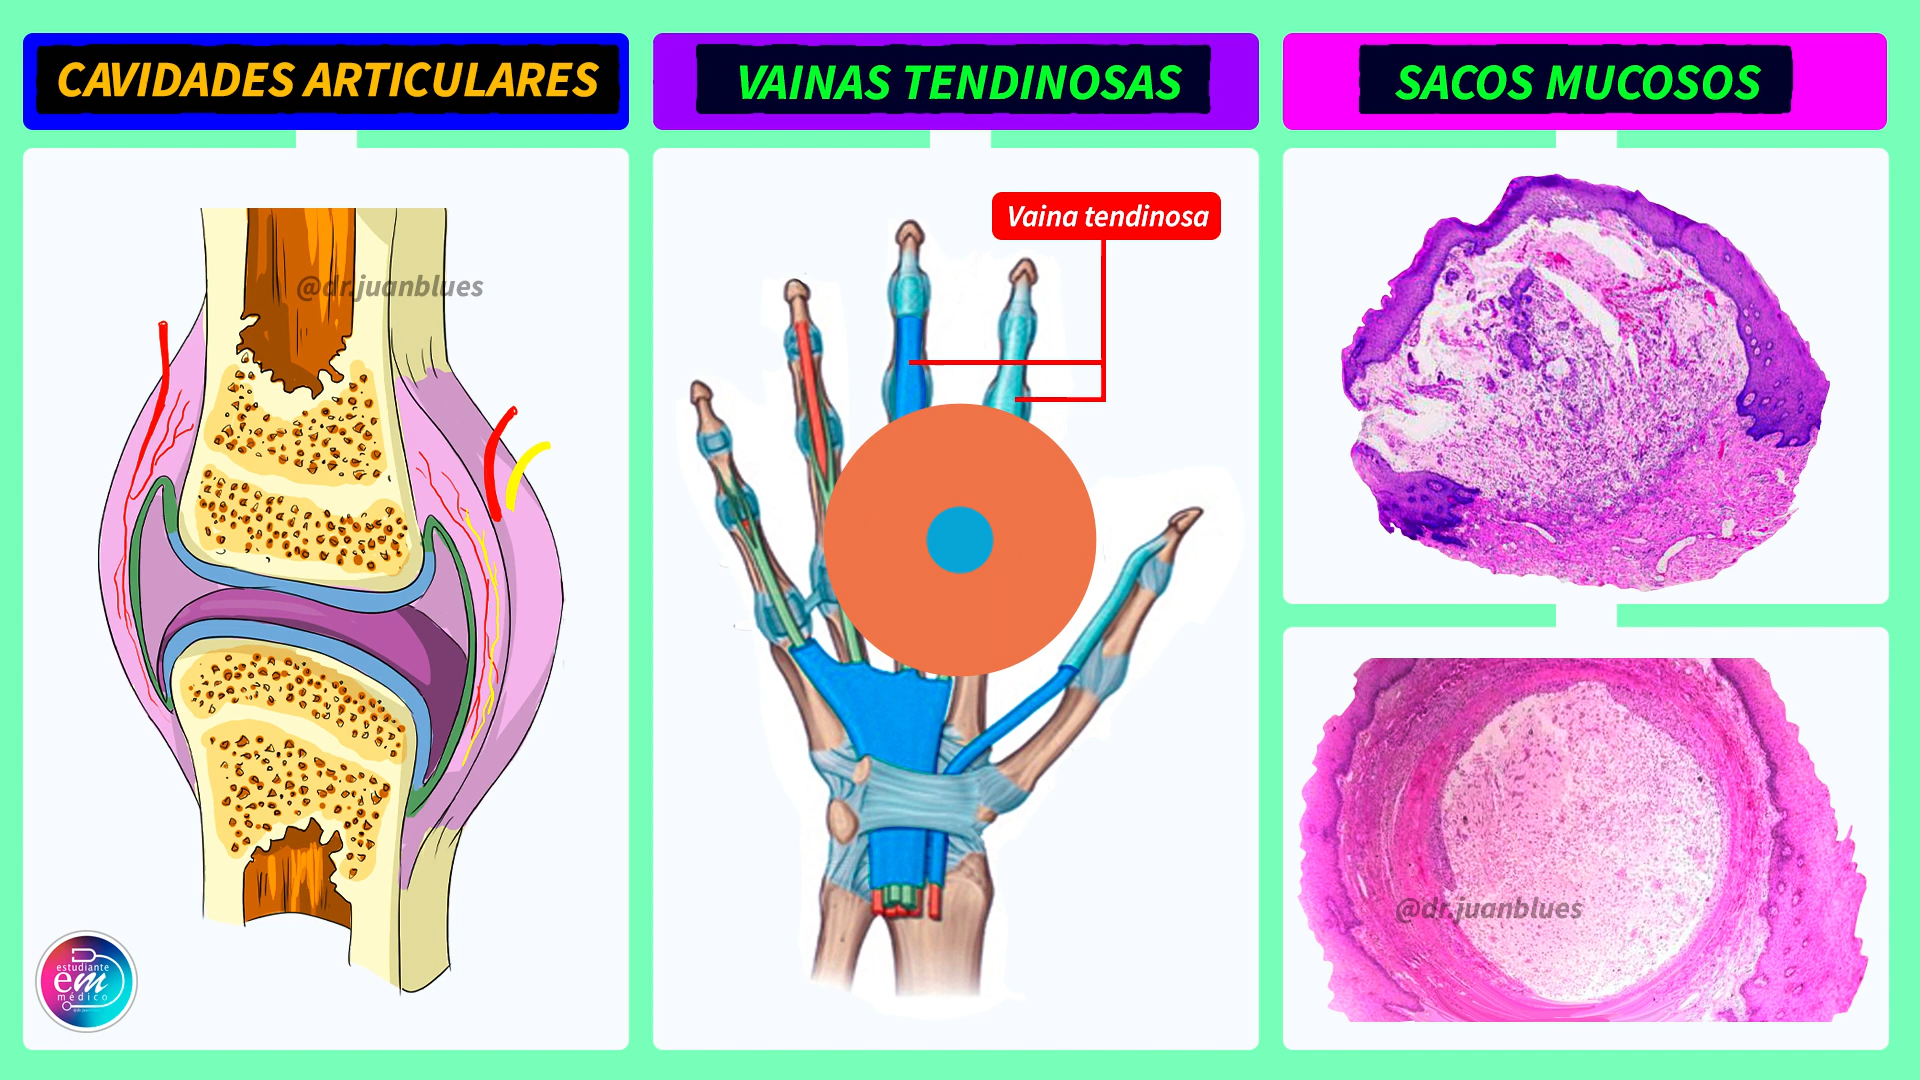 CAVIDADES ARTICULARES
VAINAS TENDINOSAS
SACOS MUCOSOS
Vaina tendinosa
@dr.juanblues
@dr.juanblues
estudiante
em
médico